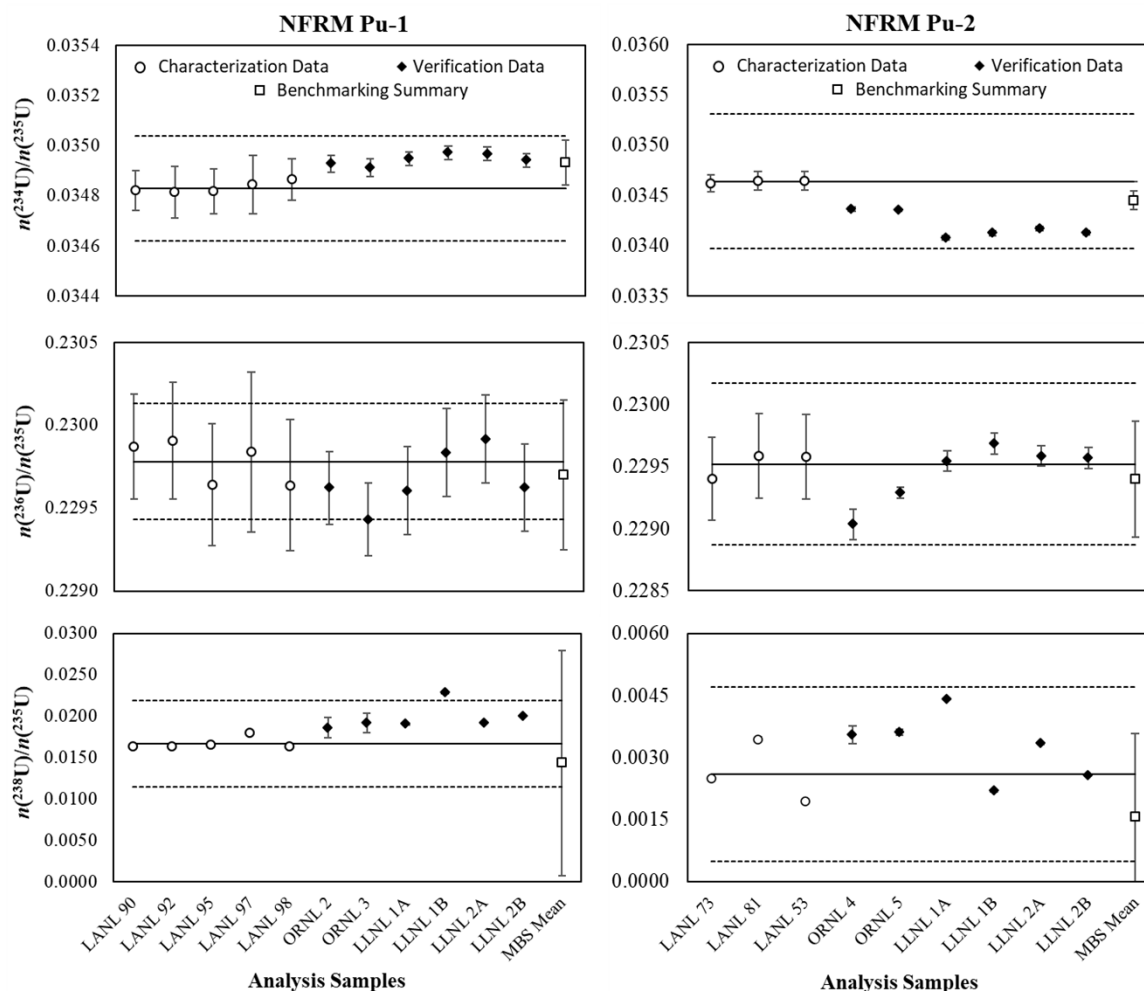 NFRM Pu-1
n(²³⁴U)/n(²³⁵U)
0.0354
0.0352
0.0350
0.0348
0.0346
0.0344
Characterization Data
Verification Data
Benchmarking Summary
NFRM Pu-2
0.0360
0.0355
0.0350
0.0345
0.0340
0.0335
Characterization Data
Verification Data
Benchmarking Summary
n(²³⁶U)/n(²³⁵U)
0.2305
0.2300
0.2295
0.2290
0.2305
0.2300
0.2295
0.2290
0.2285
n(²³⁸U)/n(²³⁵U)
0.0300
0.0250
0.0200
0.0150
0.0100
0.0050
0.0000
LANL 90
LANL 92
LANL 95
LANL 97
LANL 98
ORNL 2
ORNL 3
LLNL 1A
LLNL 1B
LLNL 2A
LLNL 2B
MBS Mean
Analysis Samples
0.0060
0.0045
0.0030
0.0015
0.0000
LANL 73
LANL 81
LANL 53
ORNL 4
ORNL 5
LLNL 1A
LLNL 1B
LLNL 2A
LLNL 2B
MBS Mean
Analysis Samples